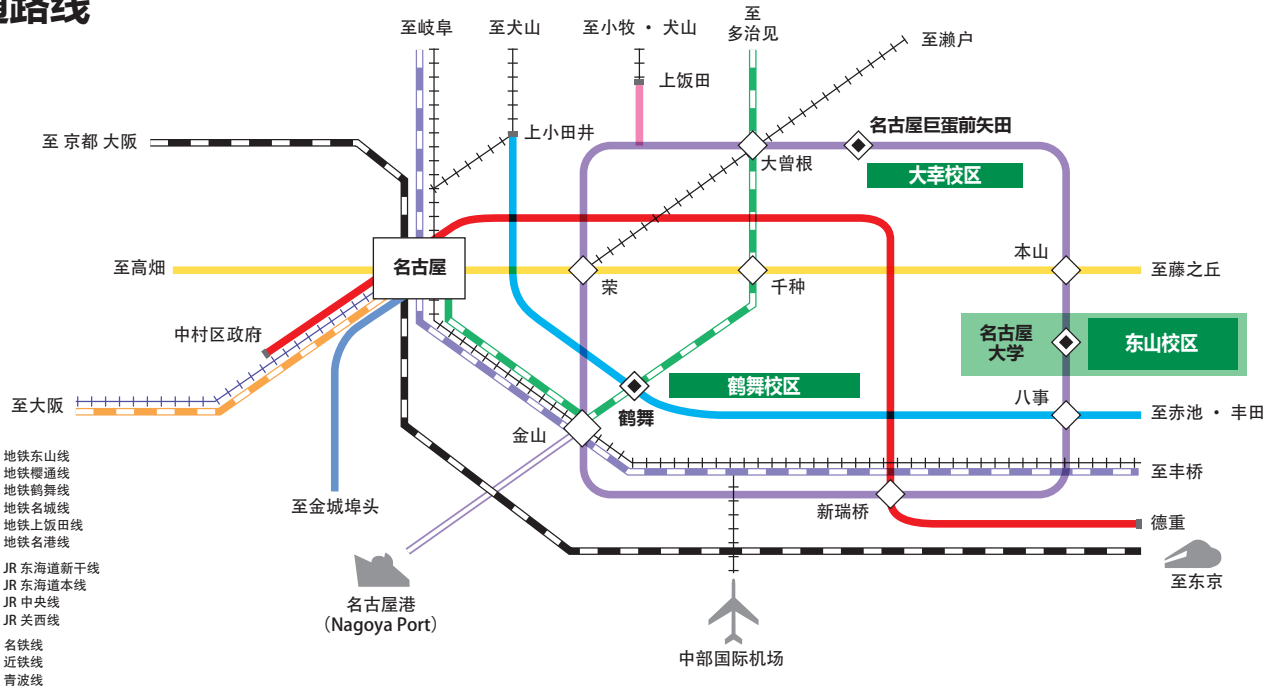 道路线
至岐阜
至犬山
至小牧 · 犬山
至
多治见
至濑户
上饭田
至 京都 大阪
上小田井
名古屋巨蛋前矢田
大曾根
大幸校区
至高畑
名古屋
荣
千种
本山
至藤之丘
中村区政府
名古屋
大学
东山校区
鹤舞校区
至大阪
鹤舞
八事
至赤池 · 丰田
金山
至丰桥
至金城埠头
新瑞桥
德重
至东京
名古屋港
(Nagoya Port)
中部国际机场
地铁东山线
地铁樱通线
地铁鹤舞线
地铁名城线
地铁上饭田线
地铁名港线
JR 东海道新干线
JR 东海道本线
JR 中央线
JR 关西线
名铁线
近铁线
青波线